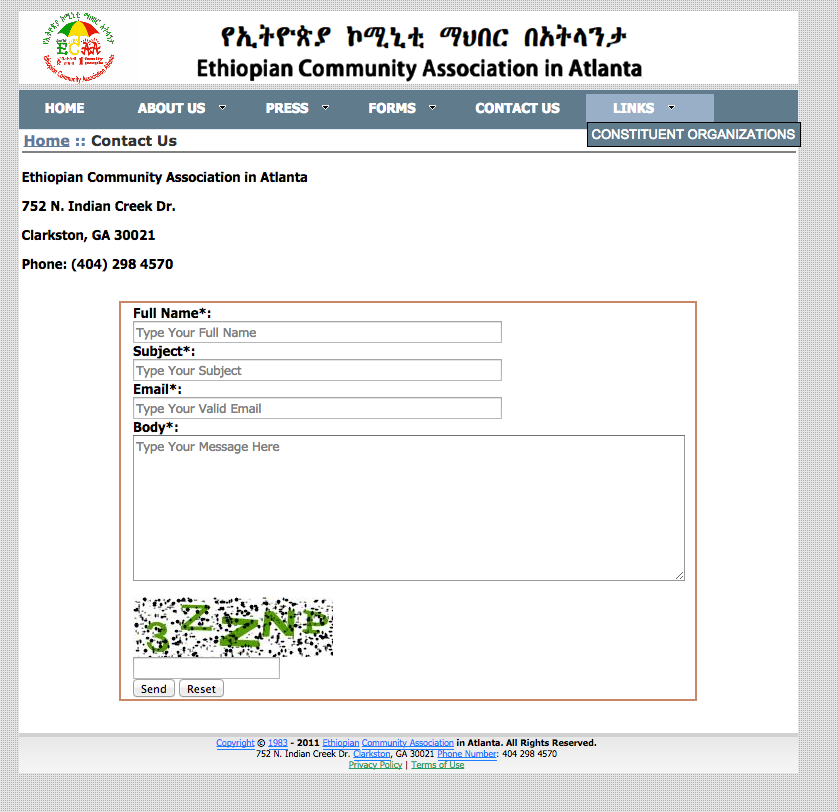 የኢትዮጵያ ኮሚኒቲ ማህበር በአትላንታ
Ethiopian Community Association in Atlanta
HOME ABOUT US PRESS FORMS CONTACT US LINKS
CONSTITUENT ORGANIZATIONS
Home :: Contact Us
Ethiopian Community Association in Atlanta
752 N. Indian Creek Dr.
Clarkston, GA 30021
Phone: (404) 298 4570
Full Name*:
Type Your Full Name
Subject*:
Type Your Subject
Email*:
Type Your Valid Email
Body*:
Type Your Message Here
3ZZNP
Send Reset
Copyright © 1983 - 2011 Ethiopian Community Association in Atlanta. All Rights Reserved.
752 N. Indian Creek Dr. Clarkston, GA 30021 Phone Number: 404 298 4570
Privacy Policy | Terms of Use